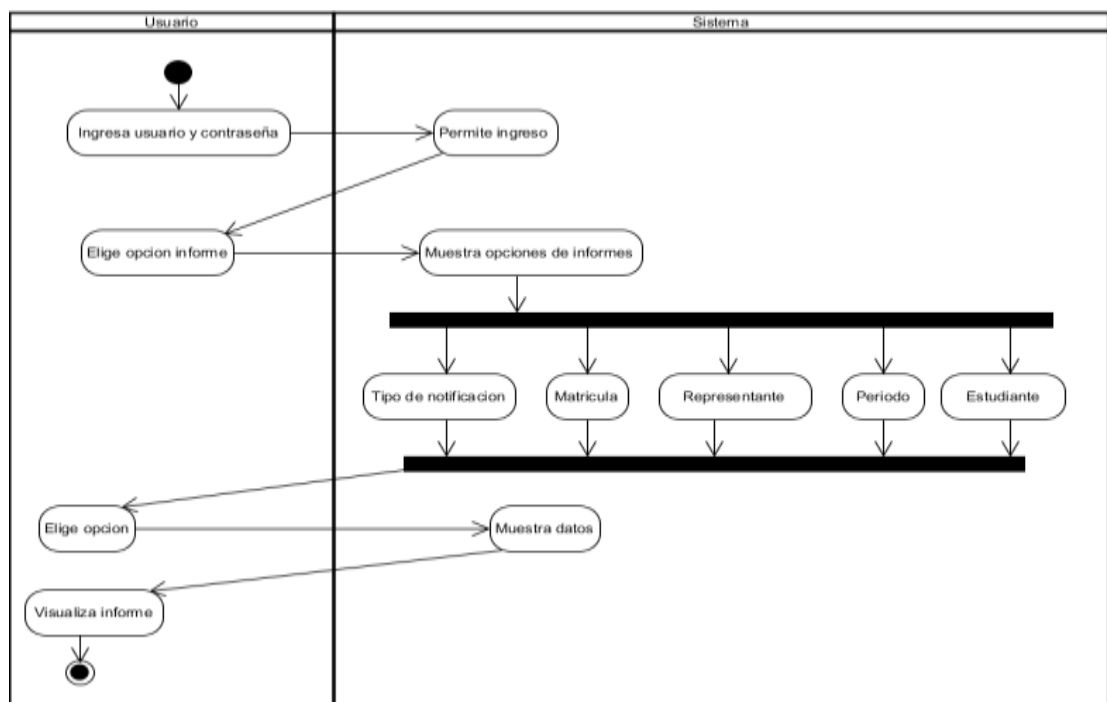 Usuario
Sistema
Ingresa usuario y contraseña
Permite ingreso
Elige opcion informe
Muestra opciones de informes
Tipo de notificacion
Matricula
Representante
Periodo
Estudiante
Elige opcion
Muestra datos
Visualiza informe